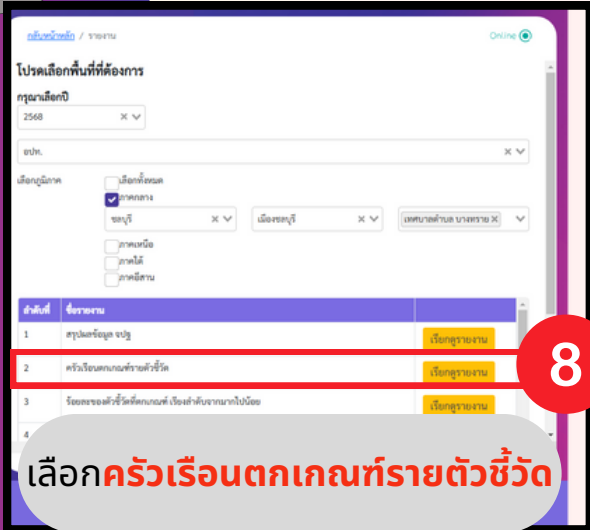 กลับหน้าหลัก / รายงาน
Online
โปรดเลือกพื้นที่ที่ต้องการ
กรุณาเลือกปี
2568
อปท.
เลือกภูมิภาค
เลือกทั้งหมด
ภาคกลาง
ชลบุรี เมืองชลบุรี เทศบาลตำบล บางทราย
ภาคเหนือ
ภาคใต้
ภาคอีสาน
ลำดับที่ ชื่อรายงาน
1 สรุปผลข้อมูล จปฐ เรียกดูรายงาน
2 ครัวเรือนตกเกณฑ์รายตัวชี้วัด เรียกดูรายงาน
8
3 ร้อยละของตัวชี้วัดที่ตกเกณฑ์ เรียงลำดับจากมากไปน้อย เรียกดูรายงาน
4
เลือกครัวเรือนตกเกณฑ์รายตัวชี้วัด